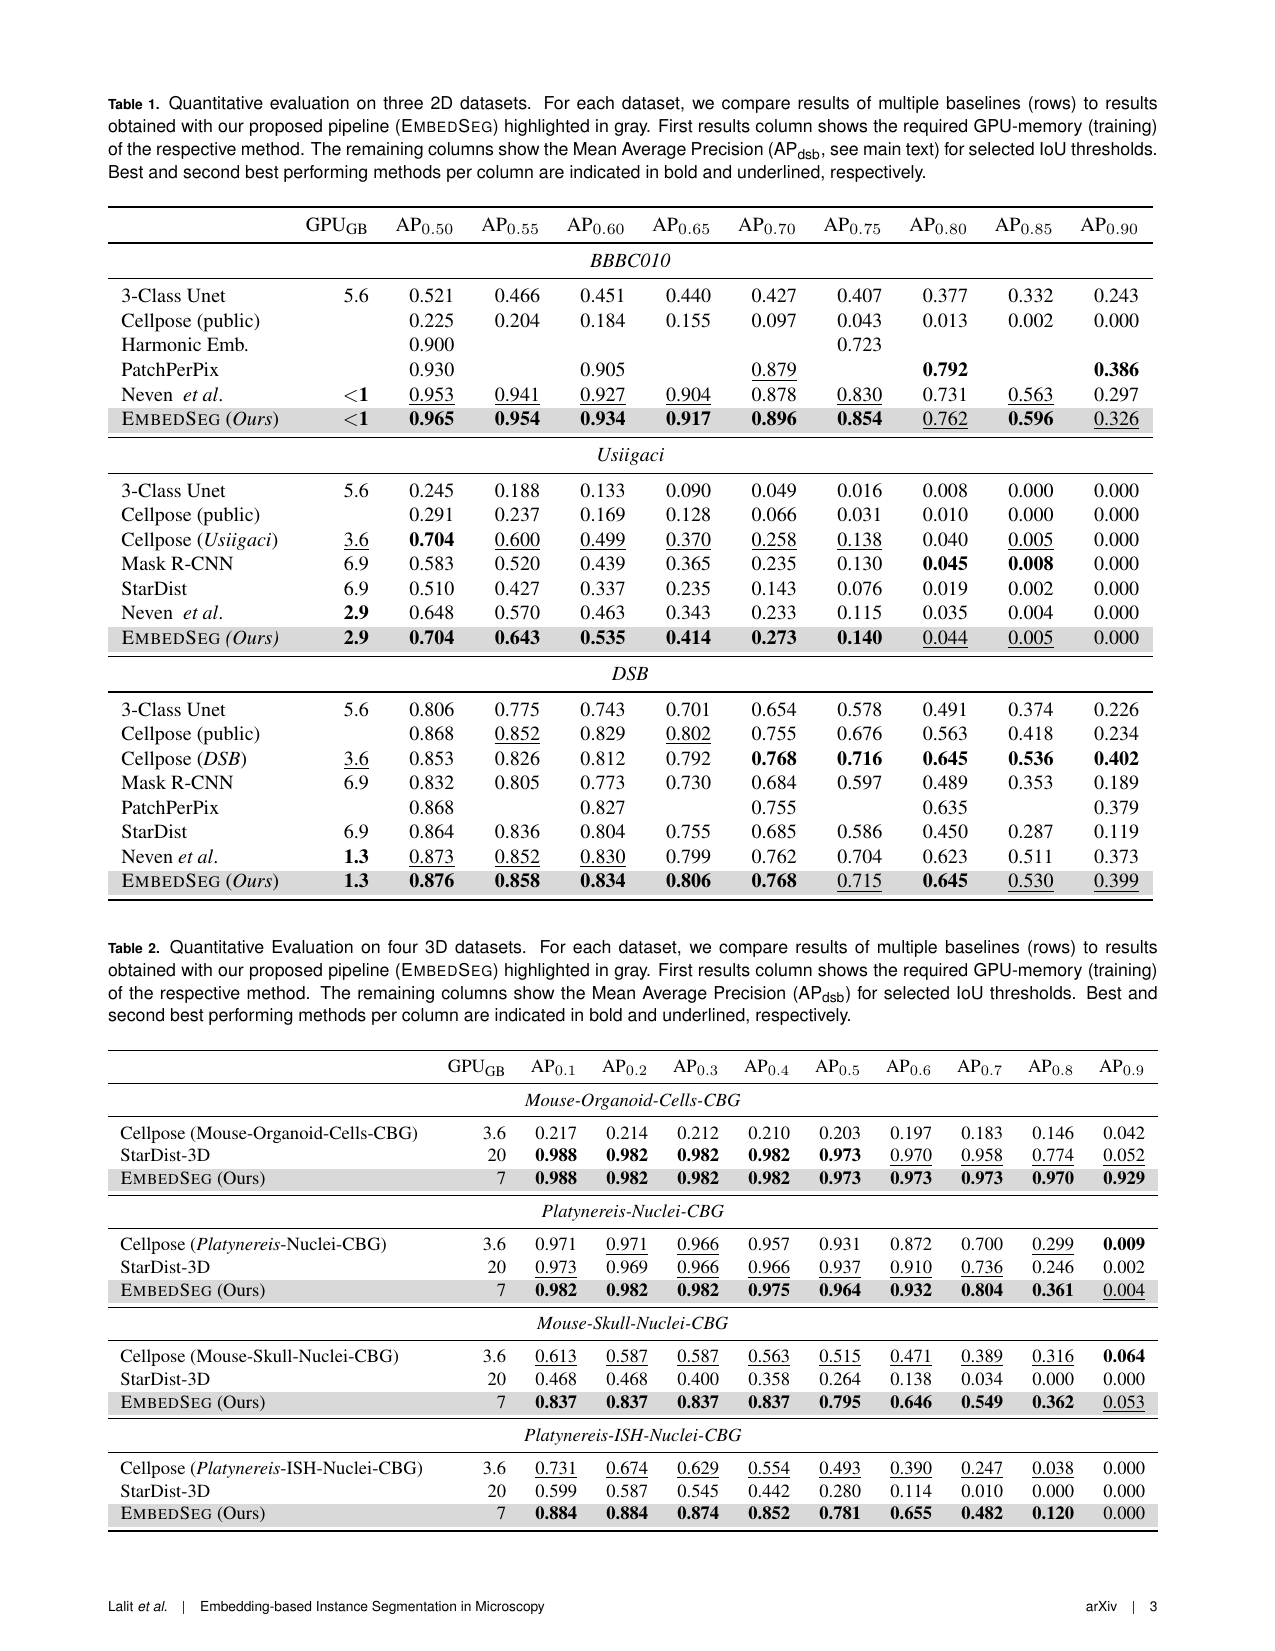 Table 1. Quantitative evaluation on three 2D datasets. For each dataset, we compare results of multiple baselines (rows) to results
obtained with our proposed pipeline (EMBEDSEG) highlighted in gray. First results column shows the required GPU-memory (training)
of the respective method. The remaining columns show the Mean Average Precision (APdsb, see main text) for selected IoU thresholds.
Best and second best performing methods per column are indicated in bold and underlined, respectively.
GPUGB AP0.50 AP0.55 AP0.60 AP0.65 AP0.70 AP0.75 AP0.80 AP0.85 AP0.90
BBBC010
3-Class Unet 5.6 0.521 0.466 0.451 0.440 0.427 0.407 0.377 0.332 0.243
Cellpose (public) 0.225 0.204 0.184 0.155 0.097 0.043 0.013 0.002 0.000
Harmonic Emb. 0.900 0.723
PatchPerPix 0.930 0.905 0.879 0.792 0.386
Neven et al. <1 0.953 0.941 0.927 0.904 0.878 0.830 0.731 0.563 0.297
EMBEDSEG (Ours) <1 0.965 0.954 0.934 0.917 0.896 0.854 0.762 0.596 0.326
Usiigaci
3-Class Unet 5.6 0.245 0.188 0.133 0.090 0.049 0.016 0.008 0.000 0.000
Cellpose (public) 0.291 0.237 0.169 0.128 0.066 0.031 0.010 0.000 0.000
Cellpose (Usiigaci) 3.6 0.704 0.600 0.499 0.370 0.258 0.138 0.040 0.005 0.000
Mask R-CNN 6.9 0.583 0.520 0.439 0.365 0.235 0.130 0.045 0.008 0.000
StarDist 6.9 0.510 0.427 0.337 0.235 0.143 0.076 0.019 0.002 0.000
Neven et al. 2.9 0.648 0.570 0.463 0.343 0.233 0.115 0.035 0.004 0.000
EMBEDSEG (Ours) 2.9 0.704 0.643 0.535 0.414 0.273 0.140 0.044 0.005 0.000
DSB
3-Class Unet 5.6 0.806 0.775 0.743 0.701 0.654 0.578 0.491 0.374 0.226
Cellpose (public) 0.868 0.852 0.829 0.802 0.755 0.676 0.563 0.418 0.234
Cellpose (DSB) 3.6 0.853 0.826 0.812 0.792 0.768 0.716 0.645 0.536 0.402
Mask R-CNN 6.9 0.832 0.805 0.773 0.730 0.684 0.597 0.489 0.353 0.189
PatchPerPix 0.868 0.827 0.755 0.635 0.379
StarDist 6.9 0.864 0.836 0.804 0.755 0.685 0.586 0.450 0.287 0.119
Neven et al. 1.3 0.873 0.852 0.830 0.799 0.762 0.704 0.623 0.511 0.373
EMBEDSEG (Ours) 1.3 0.876 0.858 0.834 0.806 0.768 0.715 0.645 0.530 0.399
Table 2. Quantitative Evaluation on four 3D datasets. For each dataset, we compare results of multiple baselines (rows) to results
obtained with our proposed pipeline (EMBEDSEG) highlighted in gray. First results column shows the required GPU-memory (training)
of the respective method. The remaining columns show the Mean Average Precision (APdsb) for selected IoU thresholds. Best and
second best performing methods per column are indicated in bold and underlined, respectively.
GPUGB AP0.1 AP0.2 AP0.3 AP0.4 AP0.5 AP0.6 AP0.7 AP0.8 AP0.9
Mouse-Organoid-Cells-CBG
Cellpose (Mouse-Organoid-Cells-CBG) 3.6 0.217 0.214 0.212 0.210 0.203 0.197 0.183 0.146 0.042
StarDist-3D 20 0.988 0.982 0.982 0.982 0.973 0.970 0.958 0.774 0.052
EMBEDSEG (Ours) 7 0.988 0.982 0.982 0.982 0.973 0.973 0.973 0.970 0.929
Platynereis-Nuclei-CBG
Cellpose (Platynereis-Nuclei-CBG) 3.6 0.971 0.971 0.966 0.957 0.931 0.872 0.700 0.299 0.009
StarDist-3D 20 0.973 0.969 0.966 0.966 0.937 0.910 0.736 0.246 0.002
EMBEDSEG (Ours) 7 0.982 0.982 0.982 0.975 0.964 0.932 0.804 0.361 0.004
Mouse-Skull-Nuclei-CBG
Cellpose (Mouse-Skull-Nuclei-CBG) 3.6 0.613 0.587 0.587 0.563 0.515 0.471 0.389 0.316 0.064
StarDist-3D 20 0.468 0.468 0.400 0.358 0.264 0.138 0.034 0.000 0.000
EMBEDSEG (Ours) 7 0.837 0.837 0.837 0.837 0.795 0.646 0.549 0.362 0.053
Platynereis-ISH-Nuclei-CBG
Cellpose (Platynereis-ISH-Nuclei-CBG) 3.6 0.731 0.674 0.629 0.554 0.493 0.390 0.247 0.038 0.000
StarDist-3D 20 0.599 0.587 0.545 0.442 0.280 0.114 0.010 0.000 0.000
EMBEDSEG (Ours) 7 0.884 0.884 0.874 0.852 0.781 0.655 0.482 0.120 0.000
Lalit et al. | Embedding-based Instance Segmentation in Microscopy arXiv | 3